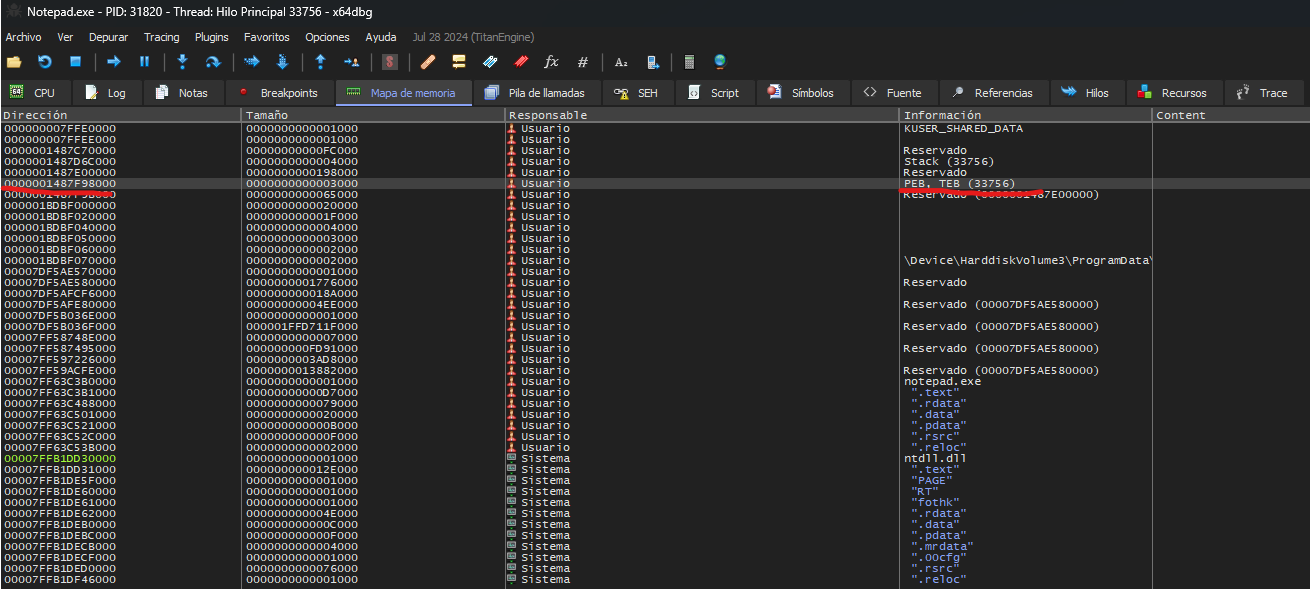 Notepad.exe - PID: 31820 - Thread: Hilo Principal 33756 - x64dbg
Archivo Ver Depurar Tracing Plugins Favoritos Opciones Ayuda Jul 28 2024 (TitanEngine)
CPU Log Notas Breakpoints Mapa de memoria Pila de llamadas SEH Script Símbolos Fuente Referencias Hilos Recursos Trace
Dirección Tamaño Responsable Información Content
000000007FFE0000 0000000000001000 Usuario KUSER_SHARED_DATA
000000007FFEE000 0000000000001000 Usuario
0000001487C70000 00000000000FC000 Usuario Reservado
0000001487D6C000 0000000000004000 Usuario Stack (33756)
0000001487E00000 0000000000198000 Usuario Reservado
0000001487F98000 0000000000003000 Usuario PEB, TEB (33756)
0000001487F9B000 0000000000065000 Usuario Reservado (0000001487E00000)
000001BDBF000000 0000000000020000 Usuario
000001BDBF020000 000000000001F000 Usuario
000001BDBF040000 0000000000004000 Usuario
000001BDBF050000 0000000000003000 Usuario
000001BDBF060000 0000000000002000 Usuario
000001BDBF070000 0000000000002000 Usuario \Device\HarddiskVolume3\ProgramData\
00007DF5AE570000 0000000000001000 Usuario
00007DF5AE580000 0000000001776000 Usuario Reservado
00007DF5AFCF6000 000000000018A000 Usuario
00007DF5AFE80000 00000000004EE000 Usuario Reservado (00007DF5AE580000)
00007DF5B036E000 0000000000001000 Usuario
00007DF5B036F000 000001FFD711F000 Usuario Reservado (00007DF5AE580000)
00007FF58748E000 0000000000007000 Usuario
00007FF587495000 000000000FD91000 Usuario Reservado (00007DF5AE580000)
00007FF597226000 0000000003AD8000 Usuario
00007FF59ACFE000 0000000013882000 Usuario Reservado (00007DF5AE580000)
00007FF63C3B0000 0000000000001000 Usuario notepad.exe
00007FF63C3B1000 00000000000D7000 Usuario ".text"
00007FF63C488000 0000000000079000 Usuario ".rdata"
00007FF63C501000 0000000000020000 Usuario ".data"
00007FF63C521000 000000000000B000 Usuario ".pdata"
00007FF63C52C000 000000000000F000 Usuario ".rsrc"
00007FF63C53B000 0000000000002000 Usuario ".reloc"
00007FFB1DD30000 0000000000001000 Sistema ntdll.dll
00007FFB1DD31000 000000000012E000 Sistema ".text"
00007FFB1DE5F000 0000000000001000 Sistema "PAGE"
00007FFB1DE60000 0000000000001000 Sistema "RT"
00007FFB1DE61000 0000000000001000 Sistema "fothk"
00007FFB1DE62000 000000000004E000 Sistema ".rdata"
00007FFB1DEB0000 000000000000C000 Sistema ".data"
00007FFB1DEBC000 000000000000F000 Sistema ".pdata"
00007FFB1DECB000 0000000000004000 Sistema ".mrdata"
00007FFB1DECF000 0000000000001000 Sistema ".00cfg"
00007FFB1DED0000 0000000000076000 Sistema ".rsrc"
00007FFB1DF46000 0000000000001000 Sistema ".reloc"